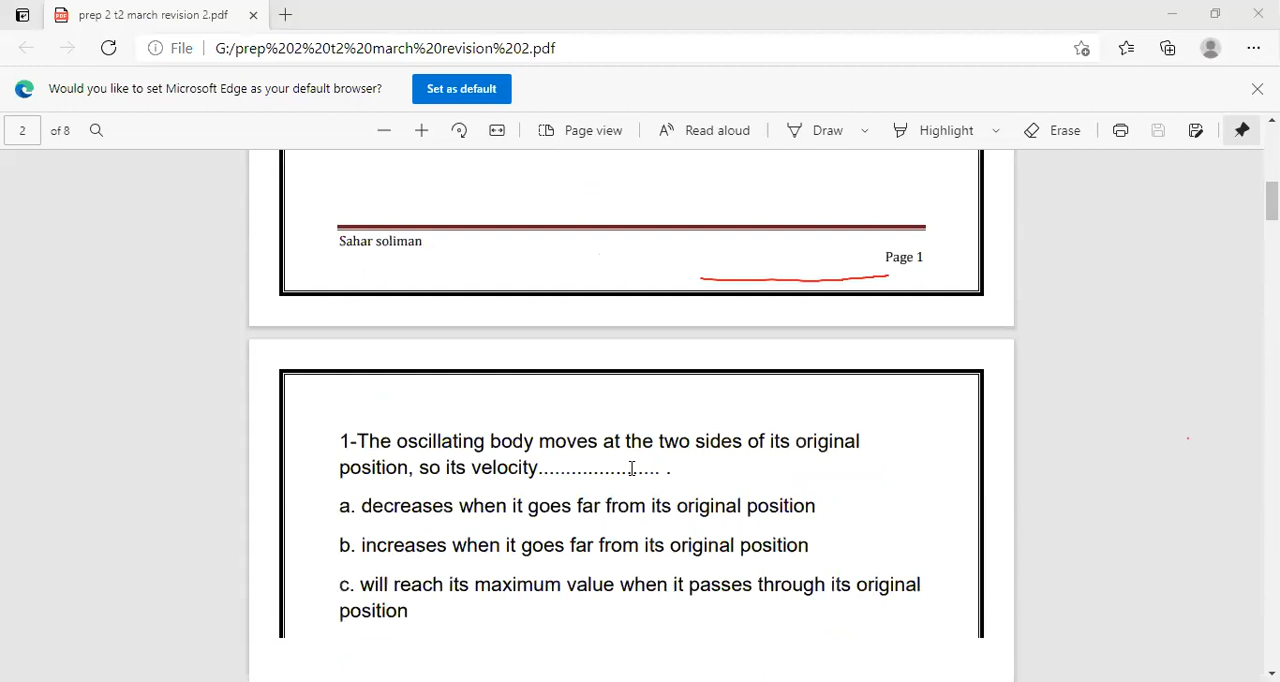 prep 2 t2 march revision 2.pdf
File
G:/prep%202%20t2%20march%20revision%202.pdf
Would you like to set Microsoft Edge as your default browser?
Set as default
2 of 8
Page view
Read aloud
Draw
Highlight
Erase
Sahar soliman
Page 1
1-The oscillating body moves at the two sides of its original
position, so its velocity...................... .
a. decreases when it goes far from its original position
b. increases when it goes far from its original position
c. will reach its maximum value when it passes through its original
position